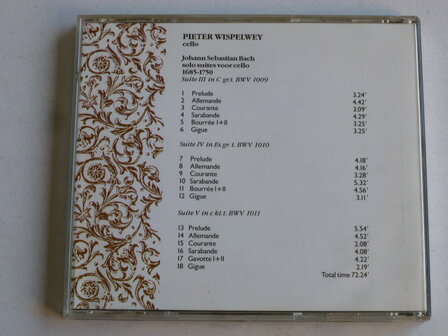 PIETER WISPELWEY
cello
Johann Sebastian Bach
solo suites voor cello
1685-1750
Suite III in C gr.t. BWV 1009
1 Prelude 3.24'
2 Allemande 4.42'
3 Courante 3.09'
4 Sarabande 4.29'
5 Bourrée I+II 3.25'
6 Gigue 3.25'
Suite IV in Es gr t. BWV 1010
7 Prelude 4.18'
8 Allemande 4.16'
9 Courante 3.28'
10 Sarabande 5.32'
11 Bourrée I+II 4.56'
12 Gigue 3.11'
Suite V in c kl.t. BWV 1011
13 Prelude 5.54'
14 Allemande 4.52'
15 Courante 2.08'
16 Sarabande 4.08'
17 Gavotte I+II 4.22'
18 Gigue 2.19'
Total time 72.24'